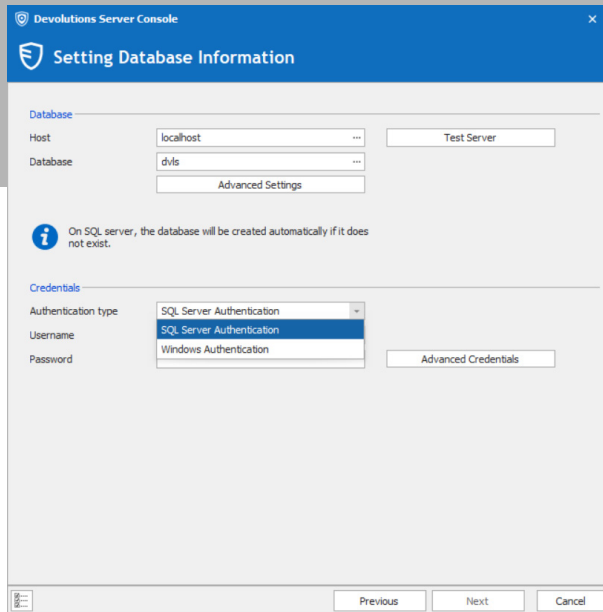 Devolutions Server Console
Setting Database Information
Database
Host localhost ... Test Server
Database dvls ...
Advanced Settings
On SQL server, the database will be created automatically if it does
not exist.
Credentials
Authentication type SQL Server Authentication
Username SQL Server Authentication
Windows Authentication
Password Advanced Credentials
Previous Next Cancel